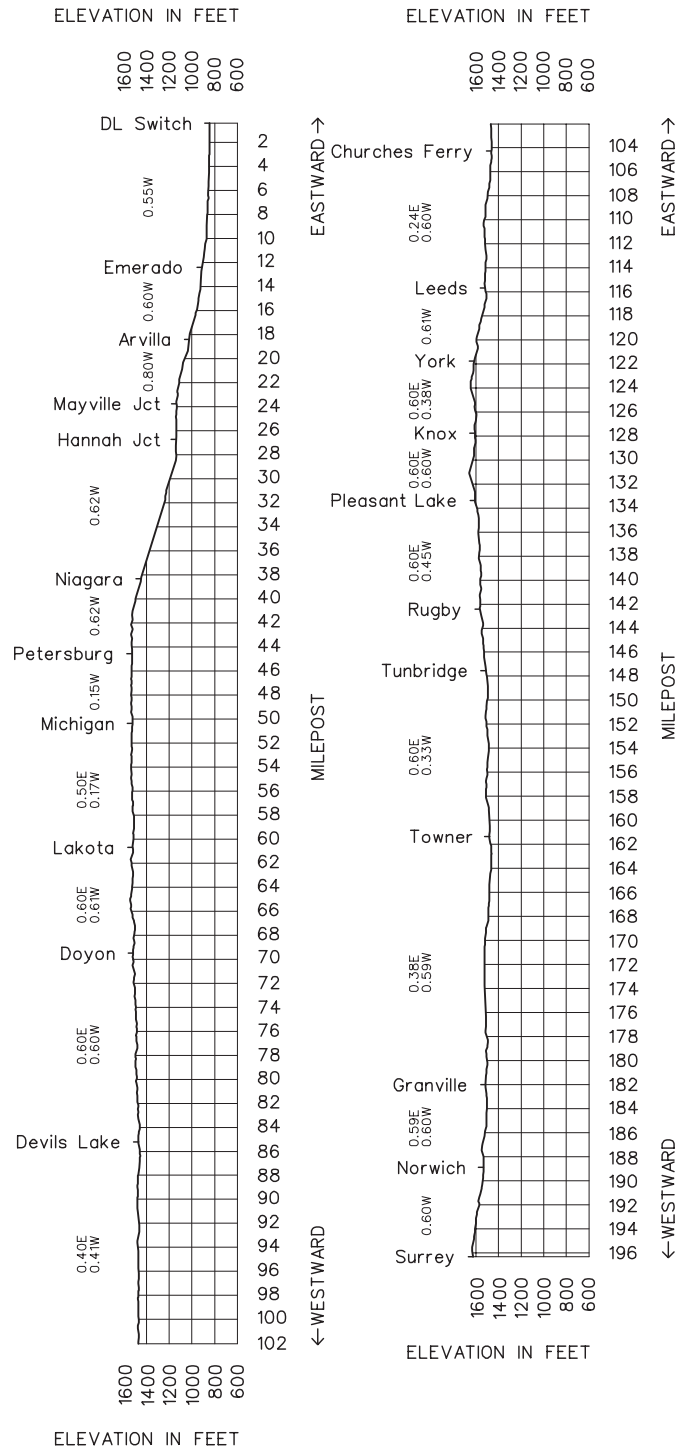 ELEVATION IN FEET
1600 1400 1200 1000 800 600
DL Switch
Emerado
Arvilla
Mayville Jct
Hannah Jct
Niagara
Petersburg
Michigan
Lakota
Doyon
Devils Lake
0.55W
0.60W
0.80W
0.62W
0.62W
0.15W
0.50E
0.17W
0.60E
0.61W
0.60E
0.60W
0.40E
0.41W
2
4
6
8
10
12
14
16
18
20
22
24
26
28
30
32
34
36
38
40
42
44
46
48
50
52
54
56
58
60
62
64
66
68
70
72
74
76
78
80
82
84
86
88
90
92
94
96
98
100
102
EASTWARD→
MILEPOST
←WESTWARD
1600 1400 1200 1000 800 600
ELEVATION IN FEET
ELEVATION IN FEET
1600 1400 1200 1000 800 600
Churches Ferry
Leeds
York
Knox
Pleasant Lake
Rugby
Tunbridge
Towner
Granville
Norwich
Surrey
0.24E
0.60W
0.61W
0.60E
0.38W
0.60E
0.60W
0.60E
0.45W
0.60E
0.33W
0.38E
0.59W
0.59E
0.60W
0.60W
104
106
108
110
112
114
116
118
120
122
124
126
128
130
132
134
136
138
140
142
144
146
148
150
152
154
156
158
160
162
164
166
168
170
172
174
176
178
180
182
184
186
188
190
192
194
196
EASTWARD→
MILEPOST
←WESTWARD
1600 1400 1200 1000 800 600
ELEVATION IN FEET